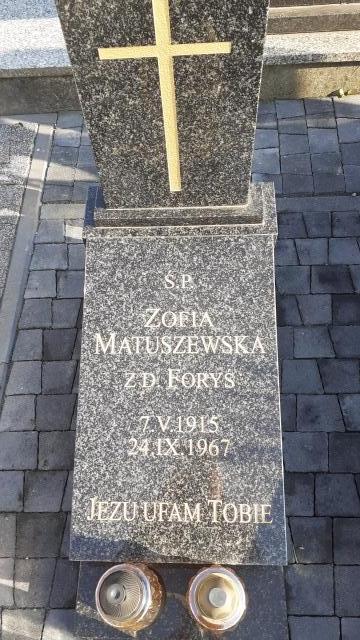 Ś.P.
ZOFIA
MATUSZEWSKA
Z D. FORYŚ
7.V.1915
24.IX.1967
JEZU UFAM TOBIE